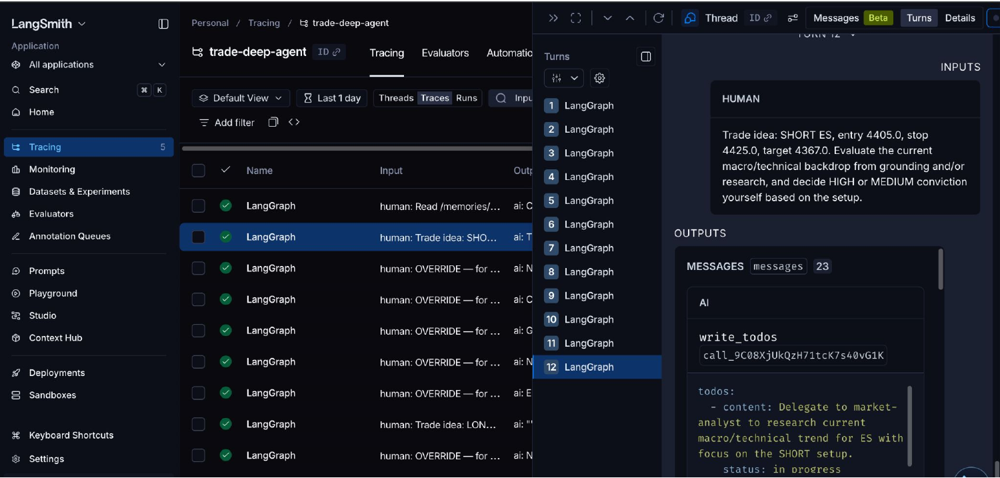 LangSmith
Application
All applications
Search ⌘ K
Home
Tracing 5
Monitoring
Datasets & Experiments
Evaluators
Annotation Queues
Prompts
Playground
Studio
Context Hub
Deployments
Sandboxes
Keyboard Shortcuts
Settings
Personal / Tracing / trade-deep-agent
trade-deep-agent ID Tracing Evaluators Automatio
Default View Last 1 day Threads Traces Runs Inpu
Add filter <>
Name Input Outp
LangGraph human: Read /memories/... ai: C
LangGraph human: Trade idea: SHO... ai: T
LangGraph human: OVERRIDE — for ... ai: N
LangGraph human: OVERRIDE — for ... ai: C
LangGraph human: OVERRIDE — for ... ai: G
LangGraph human: OVERRIDE — for ... ai: N
LangGraph human: OVERRIDE — for ... ai: E
LangGraph human: Trade idea: LON... ai: "'
LangGraph human: OVERRIDE — for ... ai: N
Thread ID Messages Beta Turns Details
Turns
1 LangGraph
2 LangGraph
3 LangGraph
4 LangGraph
5 LangGraph
6 LangGraph
7 LangGraph
8 LangGraph
9 LangGraph
10 LangGraph
11 LangGraph
12 LangGraph
TURN 12
INPUTS
HUMAN
Trade idea: SHORT ES, entry 4405.0, stop
4425.0, target 4367.0. Evaluate the current
macro/technical backdrop from grounding and/or
research, and decide HIGH or MEDIUM conviction
yourself based on the setup.
OUTPUTS
MESSAGES messages 23
AI
write_todos
call_9C08XjUkQzH71tcK7s40vG1K
todos:
- content: Delegate to market-
analyst to research current
macro/technical trend for ES with
focus on the SHORT setup.
status: in progress